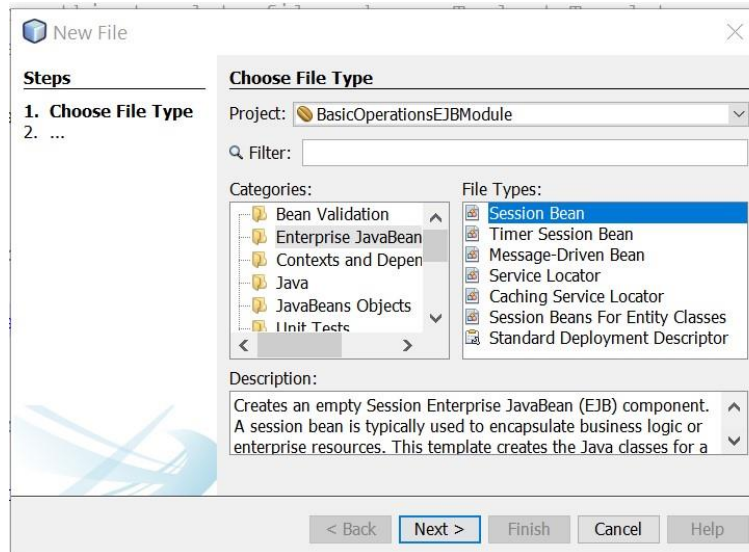 New File
Steps
1. Choose File Type
2. ...
Choose File Type
Project: BasicOperationsEJBModule
Filter:
Categories:
Bean Validation
Enterprise JavaBean
Contexts and Depen
Java
JavaBeans Objects
Unit Tests
File Types:
Session Bean
Timer Session Bean
Message-Driven Bean
Service Locator
Caching Service Locator
Session Beans For Entity Classes
Standard Deployment Descriptor
Description:
Creates an empty Session Enterprise JavaBean (EJB) component.
A session bean is typically used to encapsulate business logic or
enterprise resources. This template creates the Java classes for a
< Back
Next >
Finish
Cancel
Help